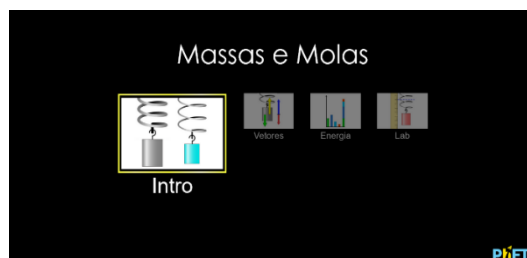 Massas e Molas
Intro
Vetores
Energia
Lab
PhET